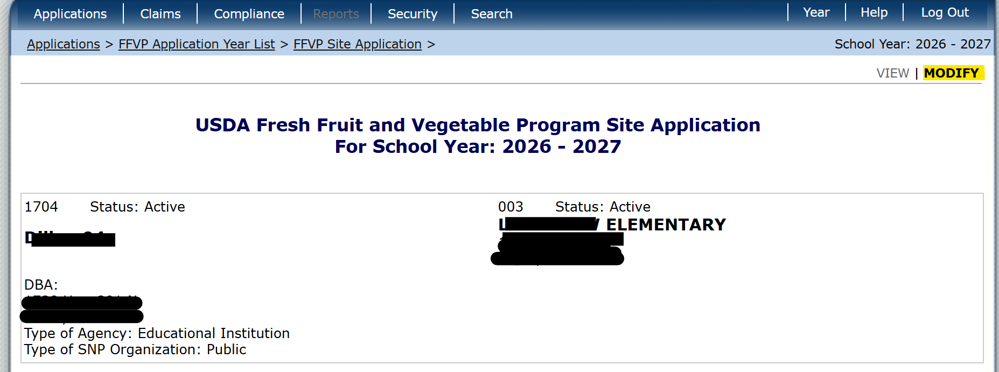 Applications | Claims | Compliance | Reports | Security | Search | Year | Help | Log Out
Applications > FFVP Application Year List > FFVP Site Application > School Year: 2026 - 2027
VIEW | MODIFY
USDA Fresh Fruit and Vegetable Program Site Application
For School Year: 2026 - 2027
1704 Status: Active
003 Status: Active
ELEMENTARY
DBA:
Type of Agency: Educational Institution
Type of SNP Organization: Public